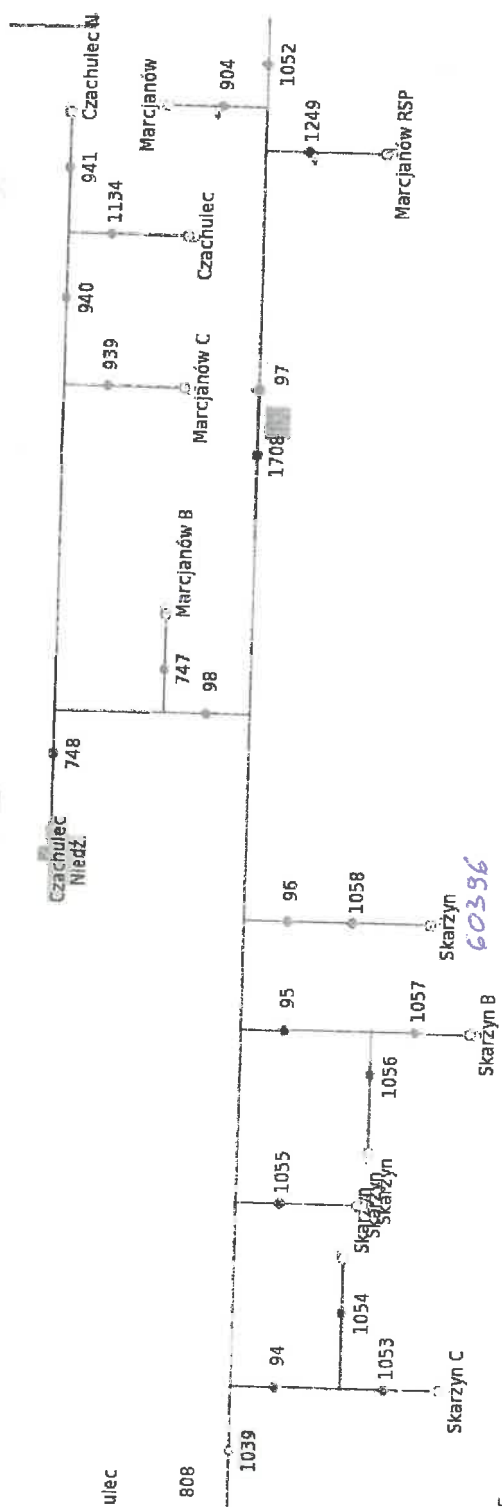 Czachulec N
941
1134
Czachulec
940
939
Marcjanów C
Marcjanów
904
1052
1249
Marcjanów RSP
97
1708
Marcjanów B
747
98
748
Czachulec
Niedź.
96
1058
Skarżyn
60396
95
1057
Skarżyn B
1056
1055
Skarżyn
Skarżyn
Skarżyn
1054
94
1053
Skarżyn C
1039
808
ulec